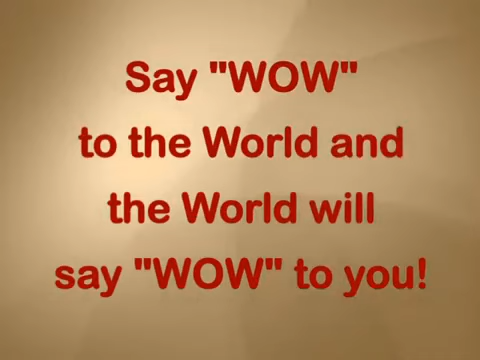 Say "WOW"
to the World and
the World will
say "WOW" to you!